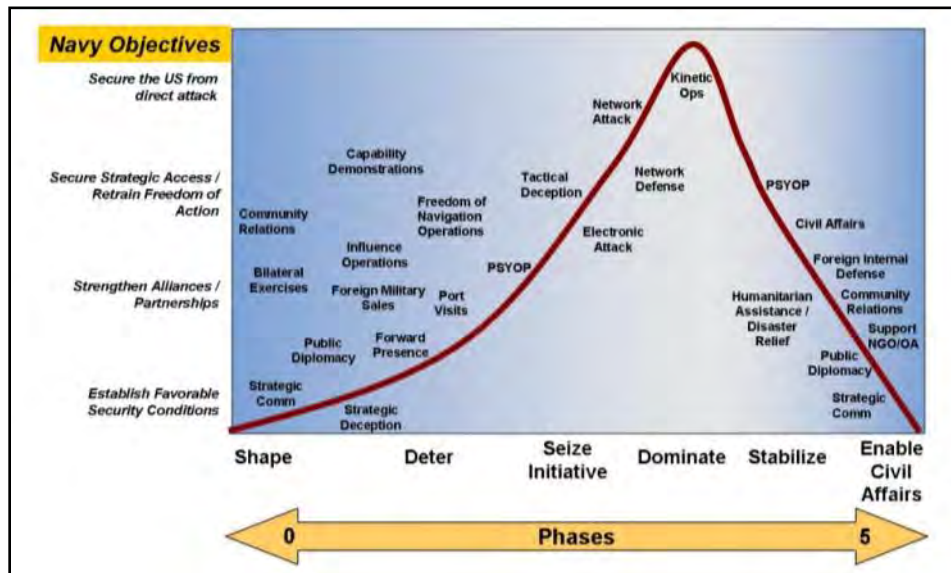 Navy Objectives
Secure the US from
direct attack
Secure Strategic Access /
Retrain Freedom of
Action
Strengthen Alliances /
Partnerships
Establish Favorable
Security Conditions
Kinetic
Ops
Network
Attack
Capability
Demonstrations
Tactical
Deception
Network
Defense
PSYOP
Freedom of
Navigation
Operations
Community
Relations
Civil Affairs
Electronic
Attack
Influence
Operations
PSYOP
Foreign Internal
Defense
Bilateral
Exercises
Foreign Military
Sales
Port
Visits
Humanitarian
Assistance /
Disaster
Relief
Community
Relations
Support
NGO/OA
Public
Diplomacy
Forward
Presence
Public
Diplomacy
Strategic
Comm
Strategic
Deception
Strategic
Comm
Shape
Deter
Seize
Initiative
Dominate
Stabilize
Enable
Civil
Affairs
0
Phases
5